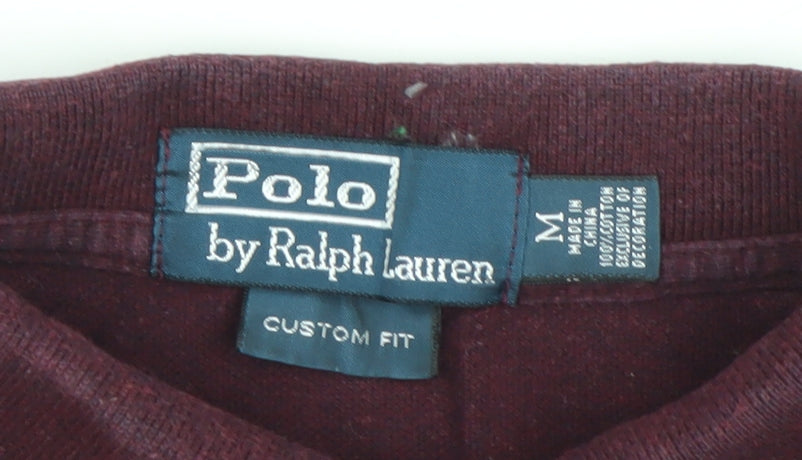 Polo
by Ralph Lauren
CUSTOM FIT
M
MADE IN
CHINA
100%COTTON
EXCLUSIVE OF
DECORATION